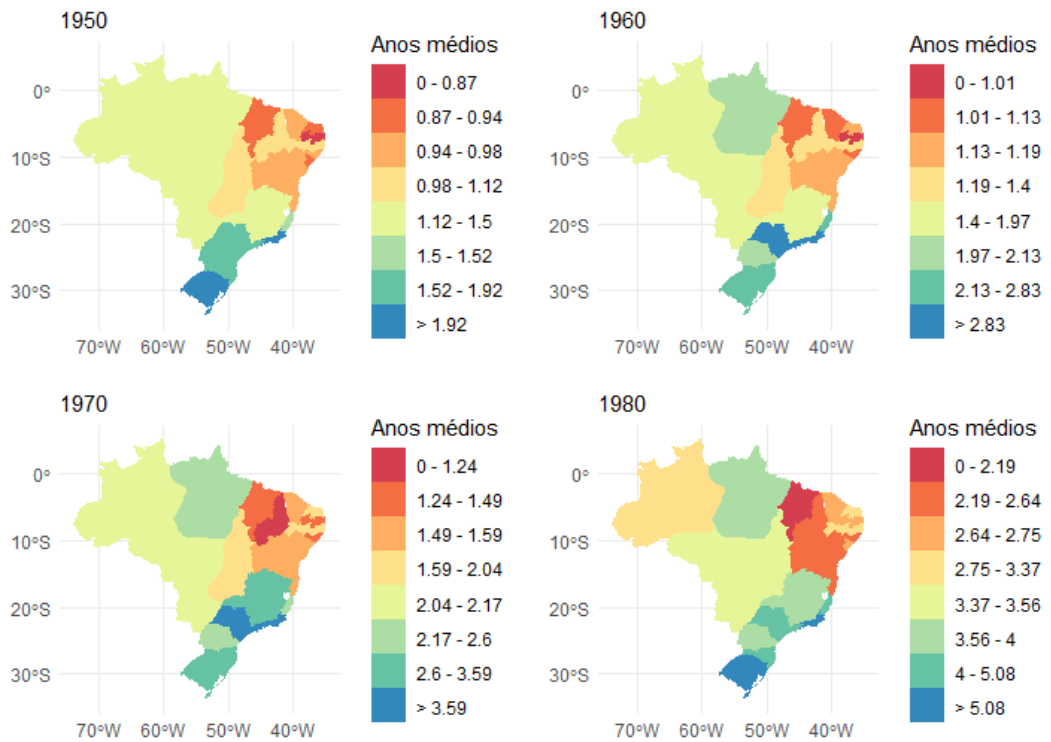 1950
Anos médios
0 - 0.87
0.87 - 0.94
0.94 - 0.98
0.98 - 1.12
1.12 - 1.5
1.5 - 1.52
1.52 - 1.92
> 1.92
0°
10°S
20°S
30°S
70°W 60°W 50°W 40°W
1960
Anos médios
0 - 1.01
1.01 - 1.13
1.13 - 1.19
1.19 - 1.4
1.4 - 1.97
1.97 - 2.13
2.13 - 2.83
> 2.83
0°
10°S
20°S
30°S
70°W 60°W 50°W 40°W
1970
Anos médios
0 - 1.24
1.24 - 1.49
1.49 - 1.59
1.59 - 2.04
2.04 - 2.17
2.17 - 2.6
2.6 - 3.59
> 3.59
0°
10°S
20°S
30°S
70°W 60°W 50°W 40°W
1980
Anos médios
0 - 2.19
2.19 - 2.64
2.64 - 2.75
2.75 - 3.37
3.37 - 3.56
3.56 - 4
4 - 5.08
> 5.08
0°
10°S
20°S
30°S
70°W 60°W 50°W 40°W